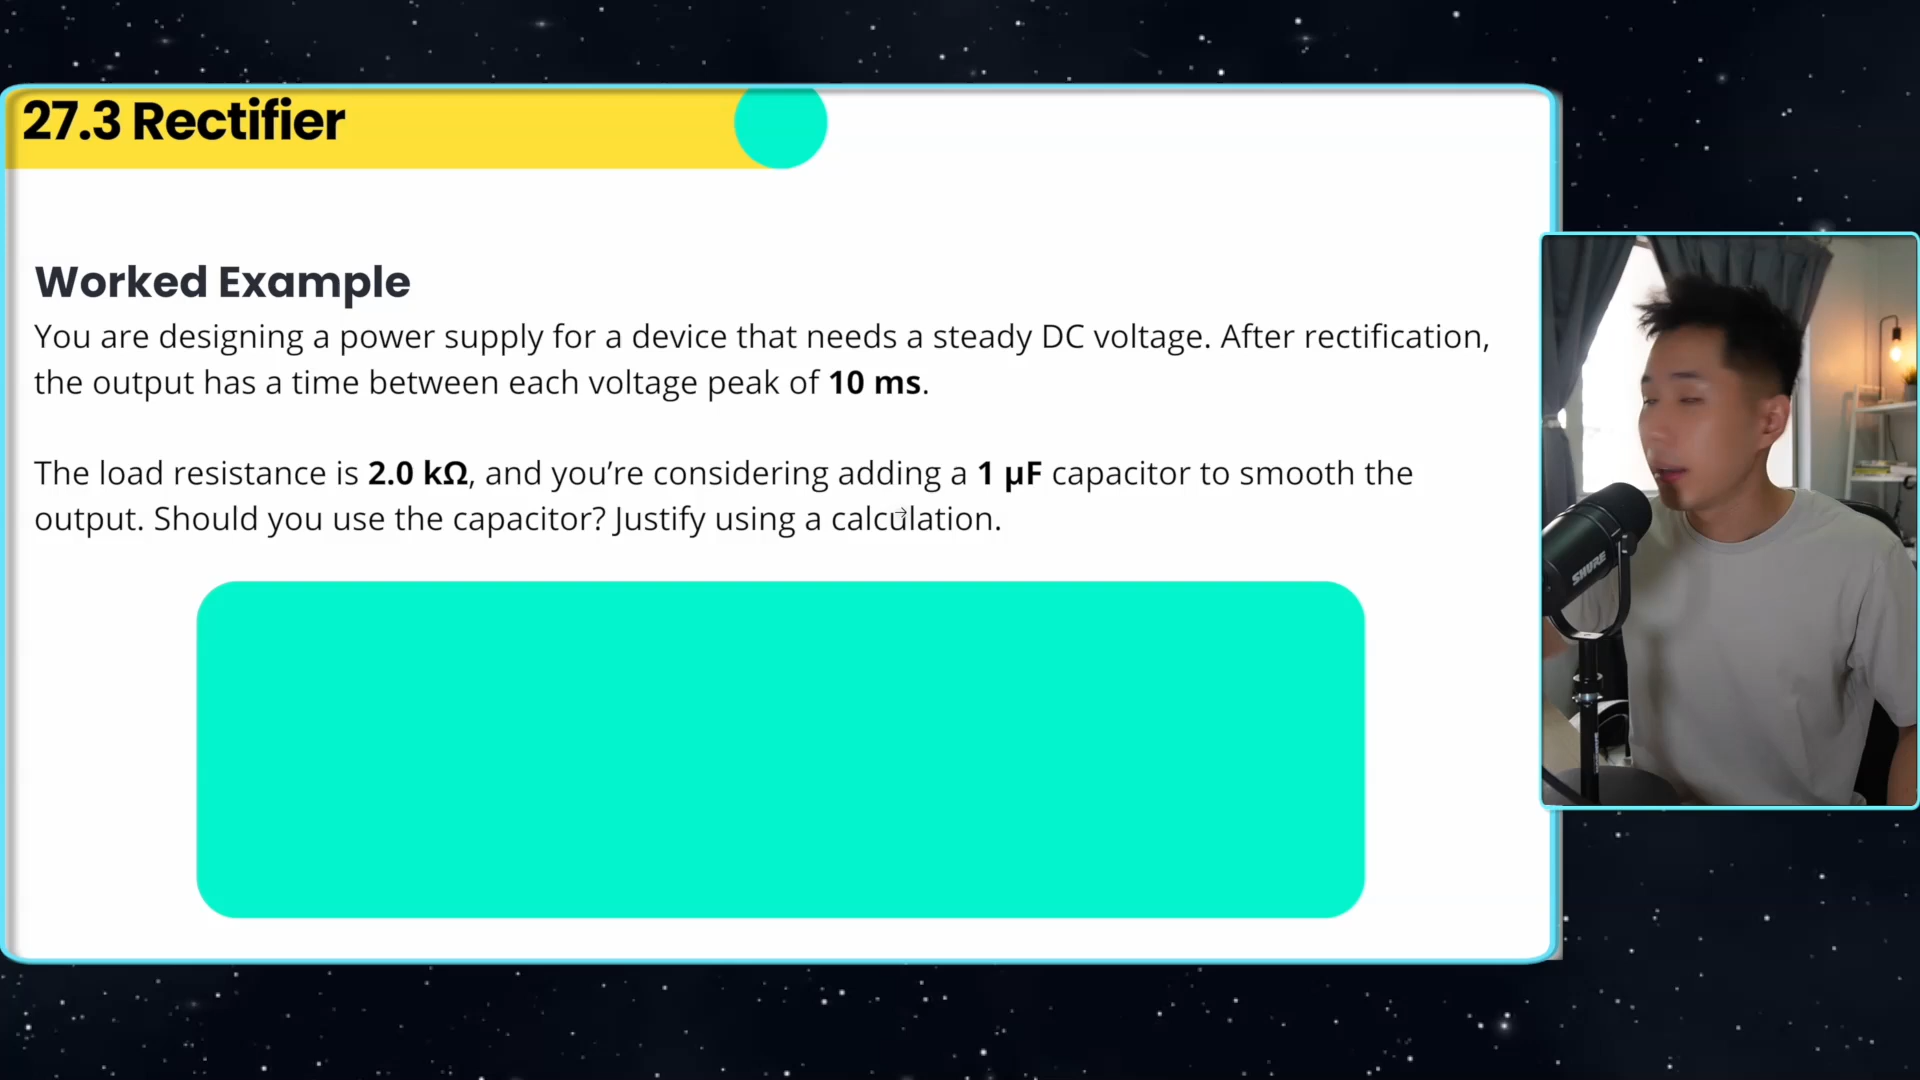 27.3 Rectifier
Worked Example
You are designing a power supply for a device that needs a steady DC voltage. After rectification,
the output has a time between each voltage peak of 10 ms.
The load resistance is 2.0 kΩ, and you’re considering adding a 1 μF capacitor to smooth the
output. Should you use the capacitor? Justify using a calculation.
SHURE